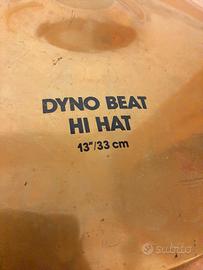 DYNO BEAT
HI HAT
13"/33 cm
subito